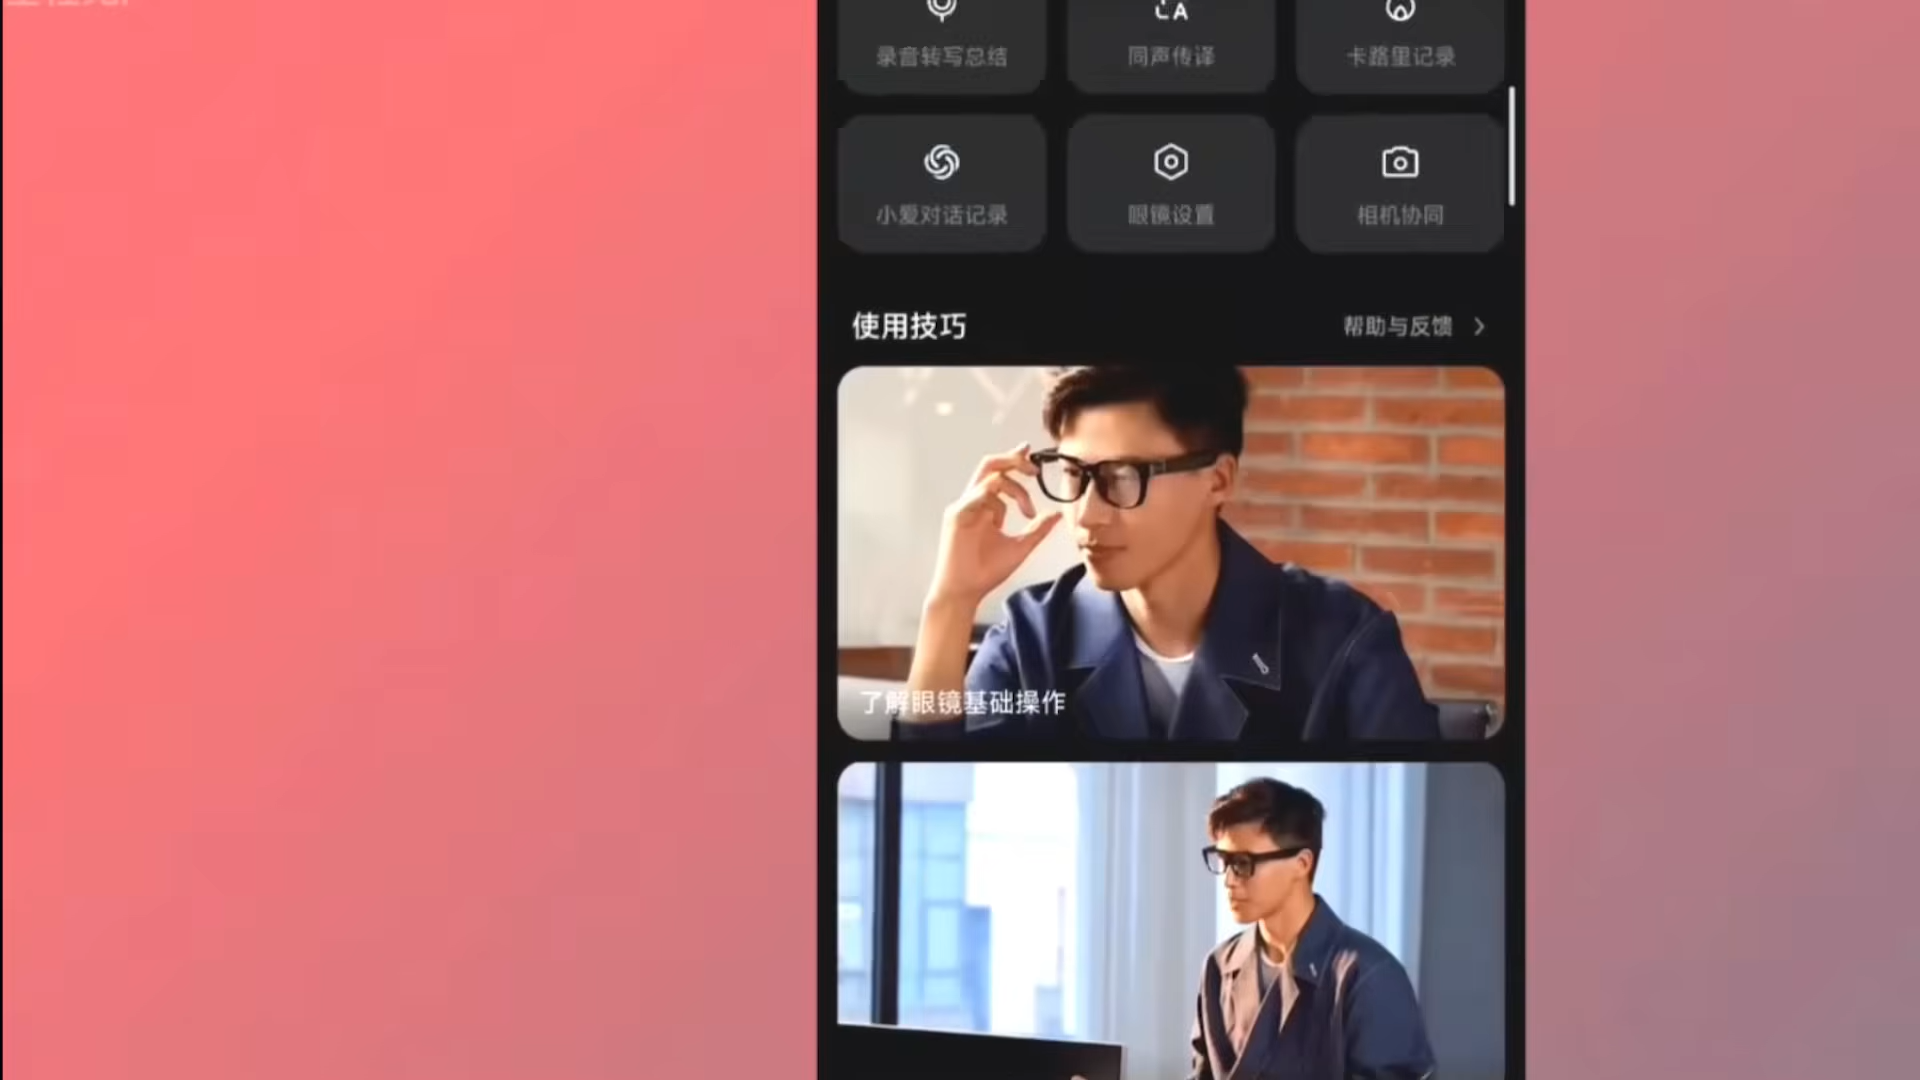 录音转写总结
同声传译
卡路里记录
小爱对话记录
眼镜设置
相机协同
使用技巧
帮助与反馈
了解眼镜基础操作